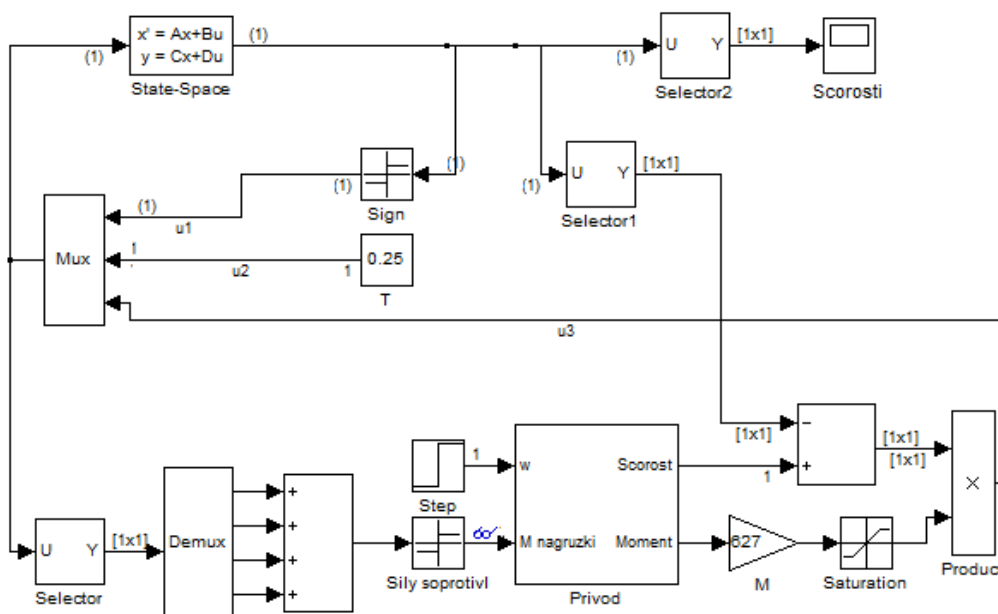 x' = Ax+Bu
y = Cx+Du
(1)
(1)
State-Space
(1)
U
Y
[1x1]
Selector2
Scorosti
(1)
(1)
Sign
(1)
U
Y
[1x1]
Selector1
Mux
(1)
u1
1
u2
1
0.25
T
u3
[1x1]
−
+
1
[1x1]
[1x1]
×
Product
U
Y
[1x1]
Selector
Demux
+
+
+
+
Step
1
Sily soprotivl
w
Scorost
M nagruzki
Moment
Privod
627
M
Saturation